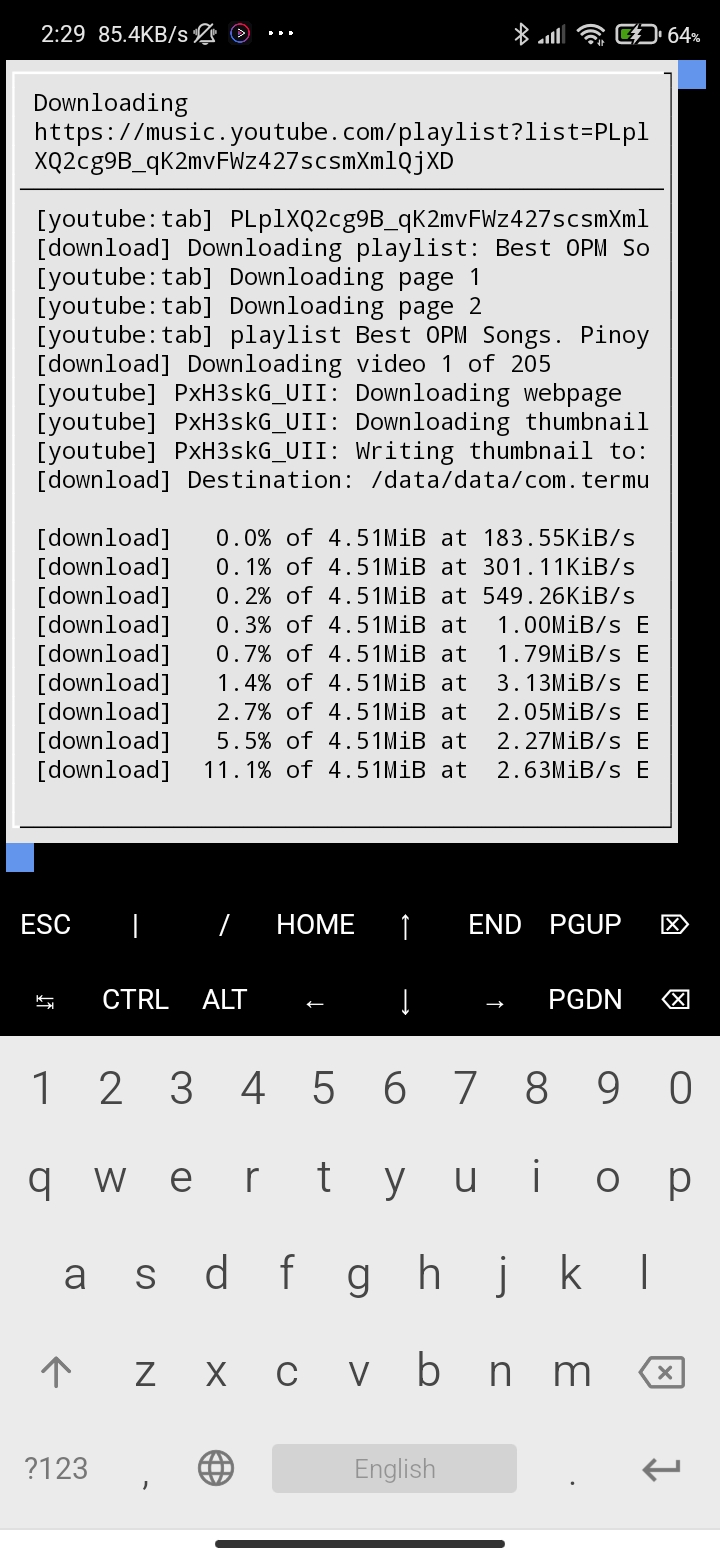 2:29 85.4KB/s 64%
Downloading
https://music.youtube.com/playlist?list=PLpl
XQ2cg9B_qK2mvFWz427scsmXmlQjXD
[youtube:tab] PLplXQ2cg9B_qK2mvFWz427scsmXml
[download] Downloading playlist: Best OPM So
[youtube:tab] Downloading page 1
[youtube:tab] Downloading page 2
[youtube:tab] playlist Best OPM Songs. Pinoy
[download] Downloading video 1 of 205
[youtube] PxH3skG_UII: Downloading webpage
[youtube] PxH3skG_UII: Downloading thumbnail
[youtube] PxH3skG_UII: Writing thumbnail to:
[download] Destination: /data/data/com.termu
[download] 0.0% of 4.51MiB at 183.55KiB/s
[download] 0.1% of 4.51MiB at 301.11KiB/s
[download] 0.2% of 4.51MiB at 549.26KiB/s
[download] 0.3% of 4.51MiB at 1.00MiB/s E
[download] 0.7% of 4.51MiB at 1.79MiB/s E
[download] 1.4% of 4.51MiB at 3.13MiB/s E
[download] 2.7% of 4.51MiB at 2.05MiB/s E
[download] 5.5% of 4.51MiB at 2.27MiB/s E
[download] 11.1% of 4.51MiB at 2.63MiB/s E
ESC | / HOME ↑ END PGUP ⌦
↹ CTRL ALT ← ↓ → PGDN ⌫
1 2 3 4 5 6 7 8 9 0
q w e r t y u i o p
a s d f g h j k l
z x c v b n m
?123 , English .